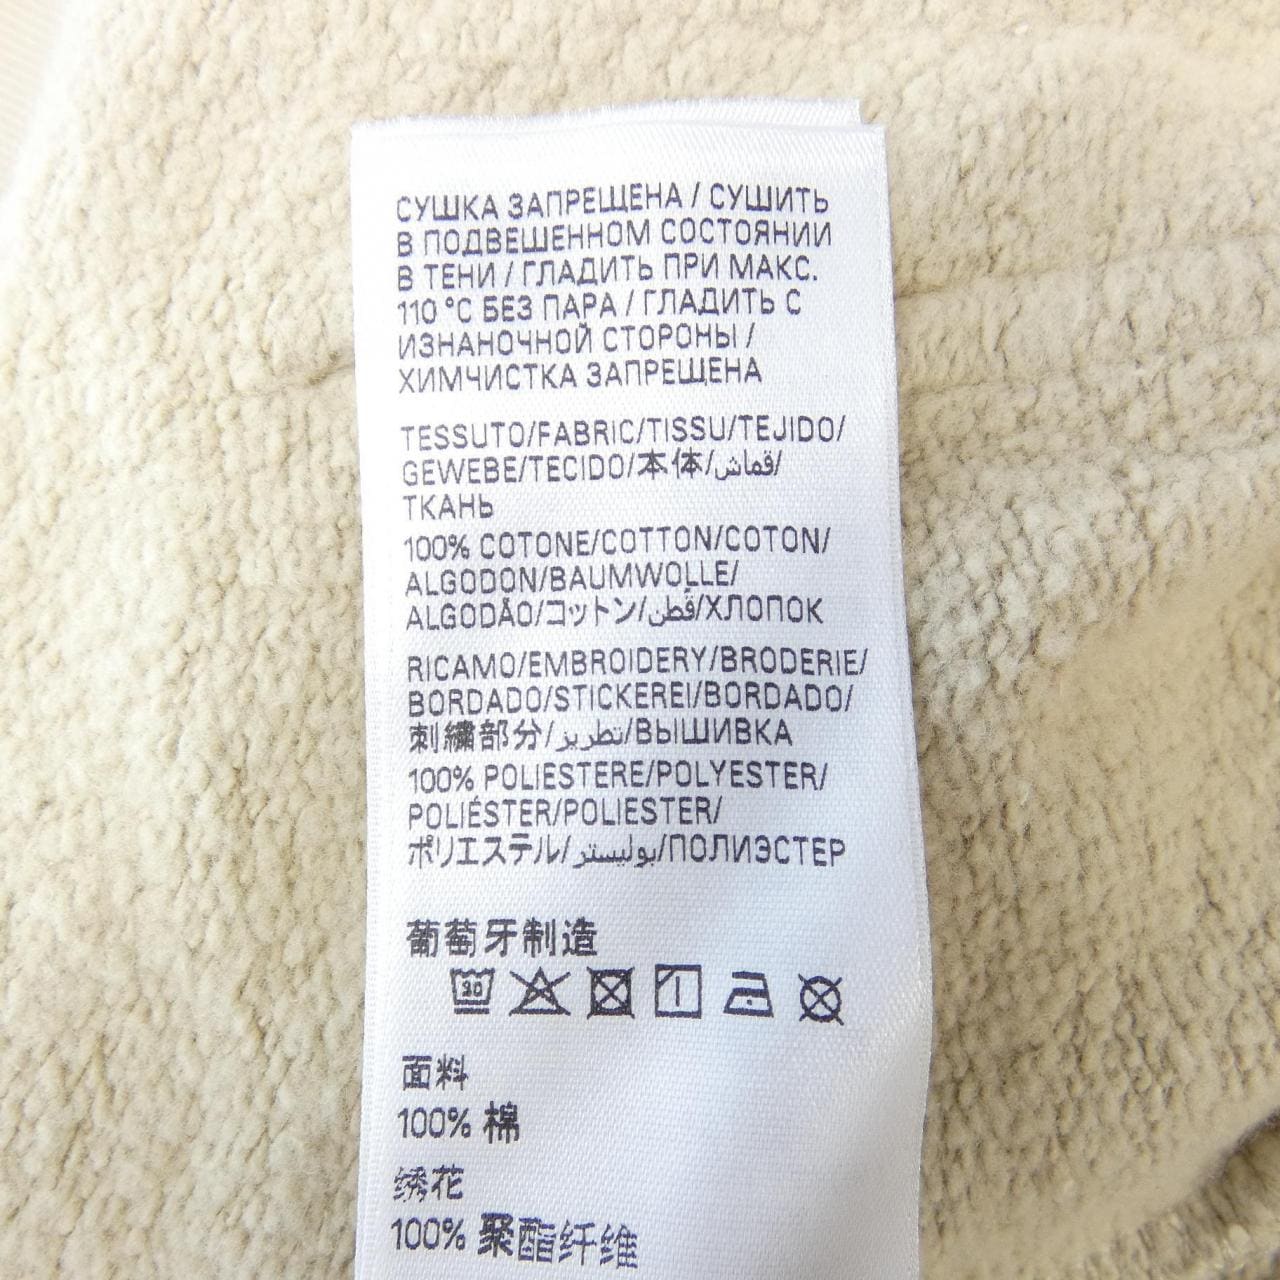 СУШКА ЗАПРЕЩЕНА / СУШИТЬ
В ПОДВЕШЕННОМ СОСТОЯНИИ
В ТЕНИ / ГЛАДИТЬ ПРИ МАКС.
110 °C БЕЗ ПАРА / ГЛАДИТЬ С
ИЗНАНОЧНОЙ СТОРОНЫ /
ХИМЧИСТКА ЗАПРЕЩЕНА
TESSUTO/FABRIC/TISSU/TEJIDO/
GEWEBE/TECIDO/本体/قماش/
ТКАНЬ
100% COTONE/COTTON/COTON/
ALGODON/BAUMWOLLE/
ALGODÃO/コットン/قُطن/ХЛОПОК
RICAMO/EMBROIDERY/BRODERIE/
BORDADO/STICKEREI/BORDADO/
刺繍部分/تطريز/ВЫШИВКА
100% POLIESTERE/POLYESTER/
POLIÉSTER/POLIESTER/
ポリエステル/بوليستر/ПОЛИЭСТЕР
葡萄牙制造
30
面料
100% 棉
绣花
100% 聚酯纤维